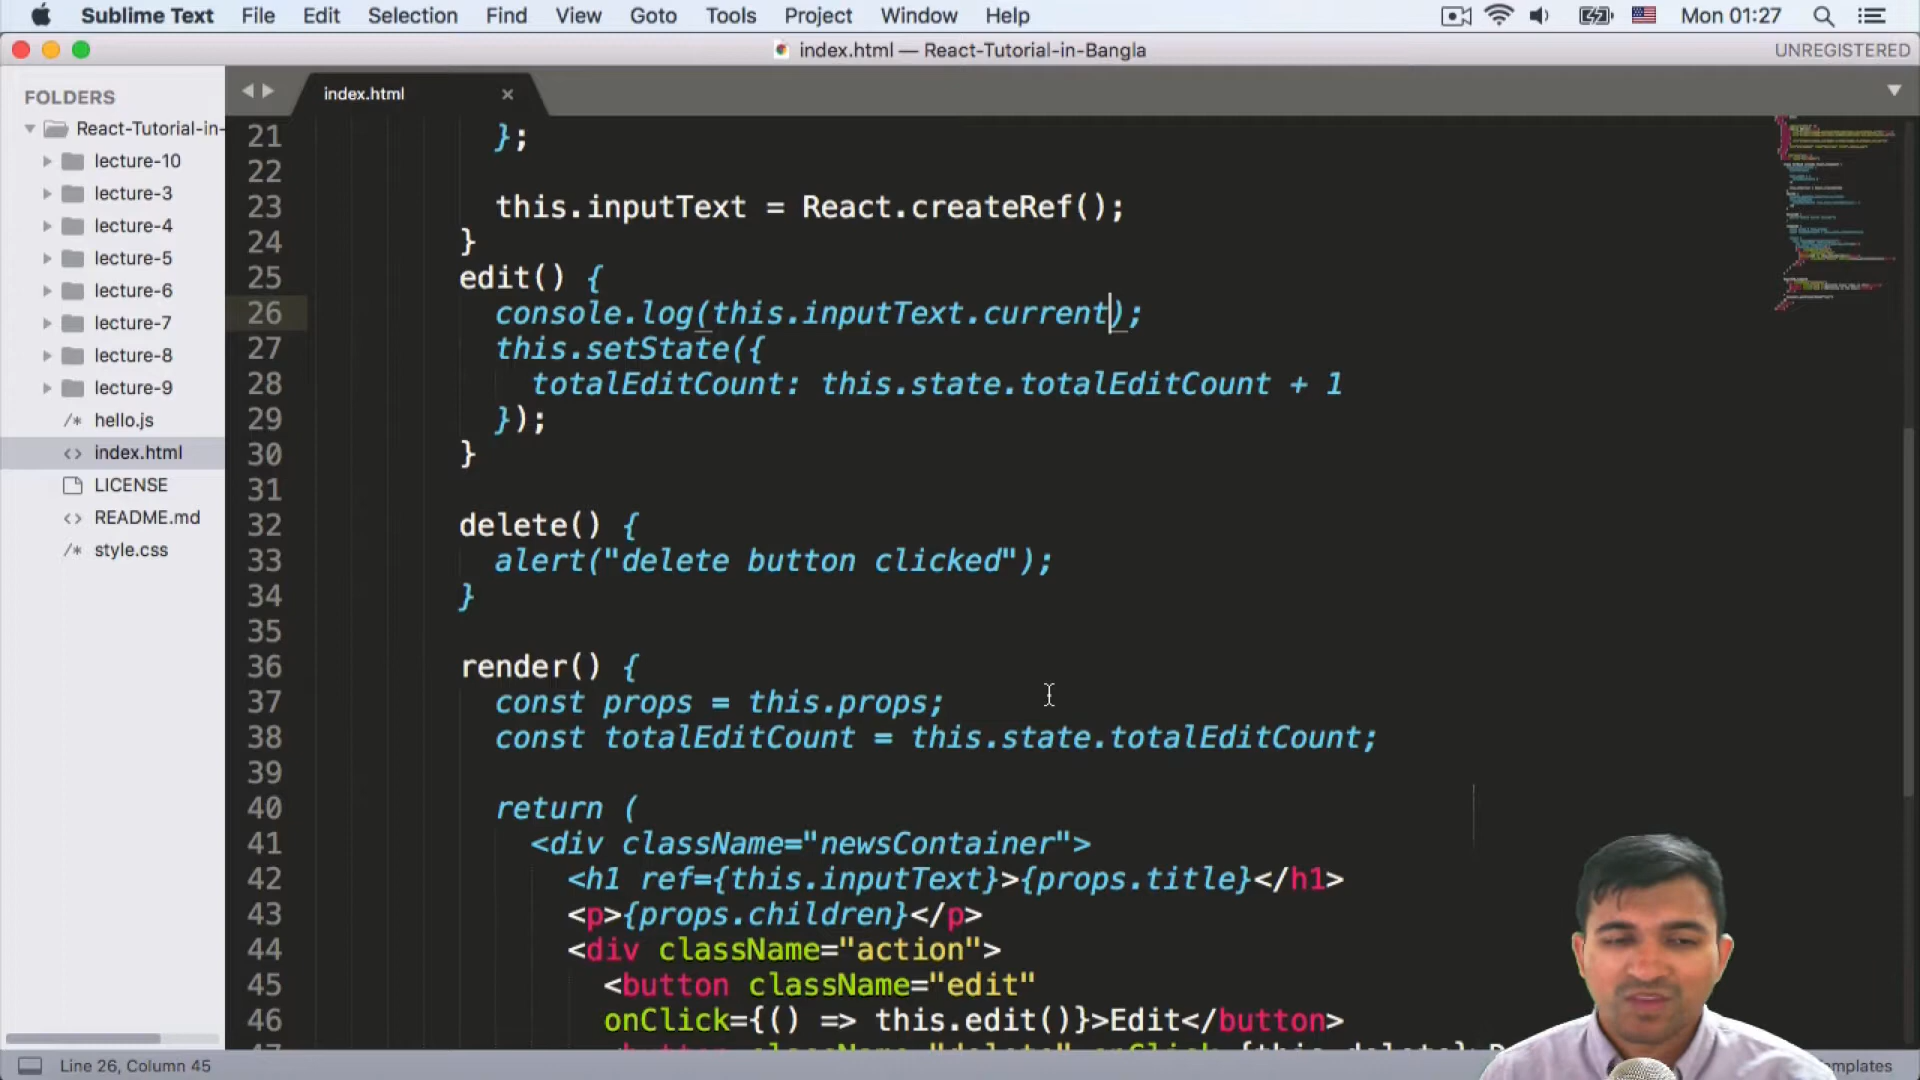 Sublime Text File Edit Selection Find View Goto Tools Project Window Help Mon 01:27
index.html — React-Tutorial-in-Bangla UNREGISTERED
FOLDERS
React-Tutorial-in-
lecture-10
lecture-3
lecture-4
lecture-5
lecture-6
lecture-7
lecture-8
lecture-9
/* hello.js
<> index.html
LICENSE
<> README.md
/* style.css
index.html ×
21 };
22
23 this.inputText = React.createRef();
24 }
25 edit() {
26 console.log(this.inputText.current);
27 this.setState({
28 totalEditCount: this.state.totalEditCount + 1
29 });
30 }
31
32 delete() {
33 alert("delete button clicked");
34 }
35
36 render() {
37 const props = this.props;
38 const totalEditCount = this.state.totalEditCount;
39
40 return (
41 <div className="newsContainer">
42 <h1 ref={this.inputText}>{props.title}</h1>
43 <p>{props.children}</p>
44 <div className="action">
45 <button className="edit"
46 onClick={() => this.edit()}>Edit</button>
Line 26, Column 45